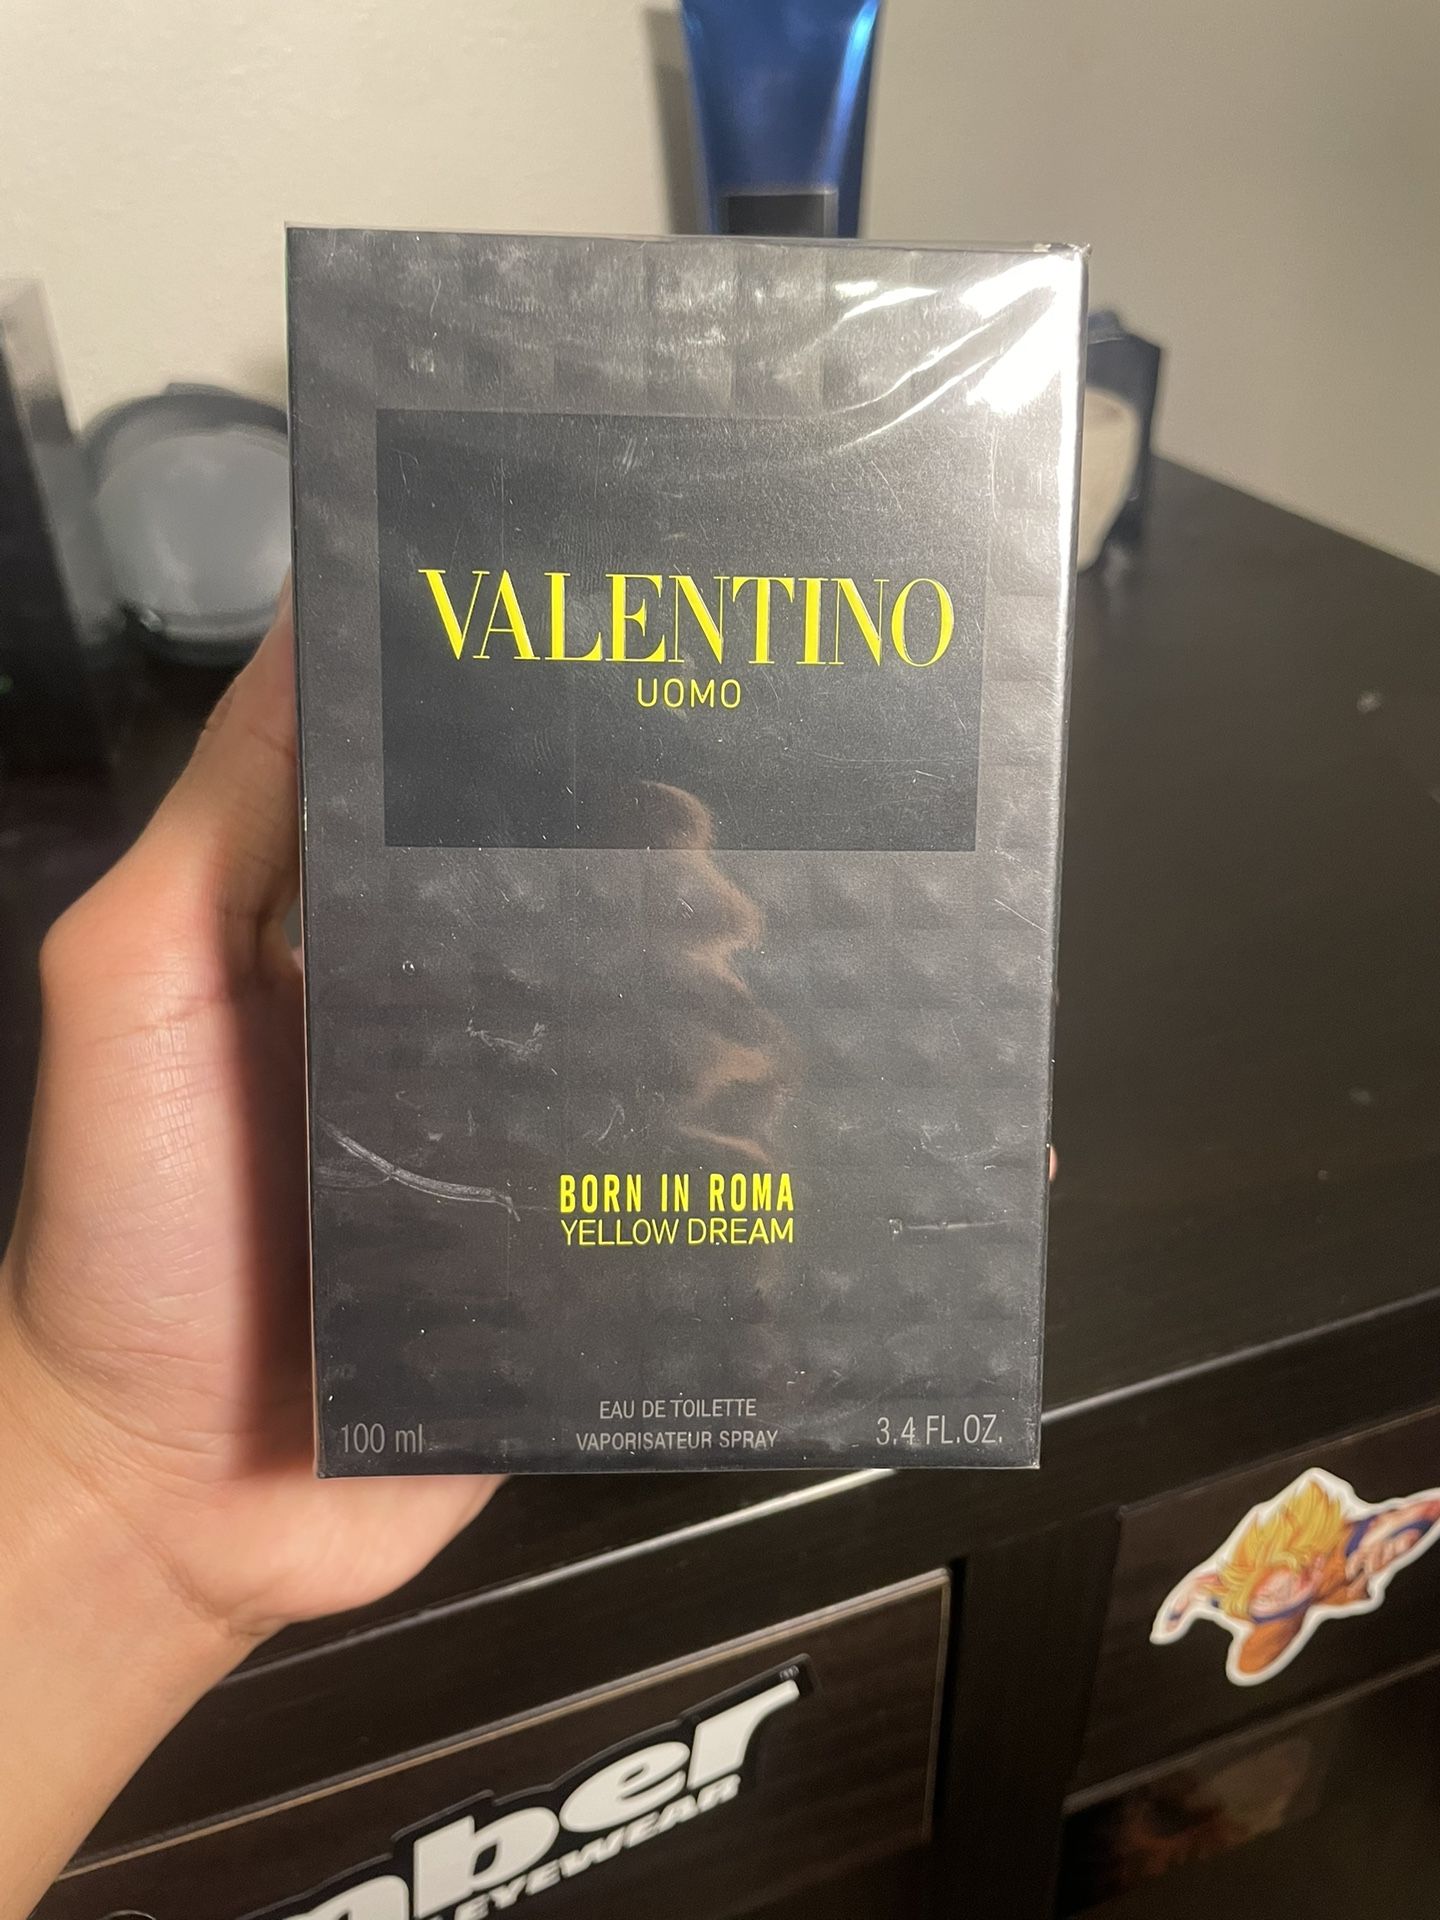 VALENTINO
UOMO
BORN IN ROMA
YELLOW DREAM
EAU DE TOILETTE
100 ml VAPORISATEUR SPRAY 3.4 FL.OZ.
EYEWEAR